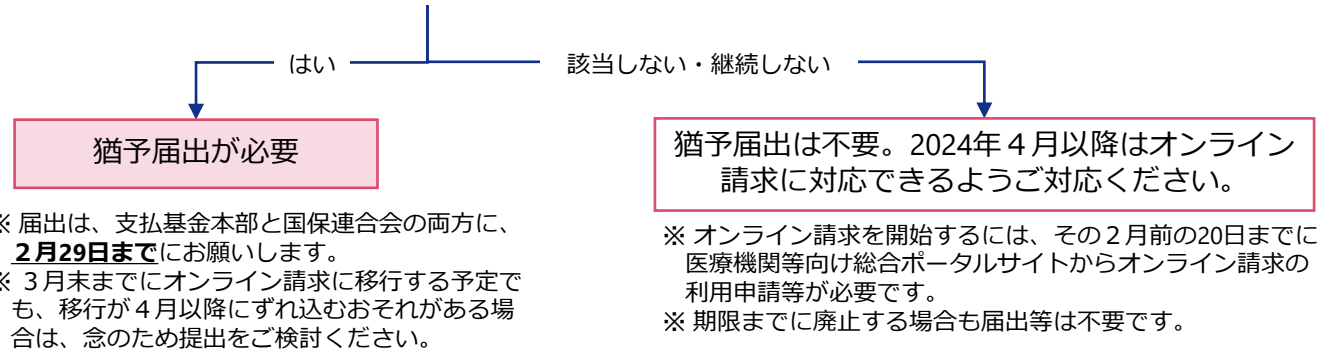 はい
該当しない・継続しない
猶予届出が必要
※ 届出は、支払基金本部と国保連合会の両方に、
２月29日までにお願いします。
※ ３月末までにオンライン請求に移行する予定で
も、移行が４月以降にずれ込むおそれがある場
合は、念のため提出をご検討ください。
猶予届出は不要。2024年４月以降はオンライン
請求に対応できるようご対応ください。
※ オンライン請求を開始するには、その２月前の20日までに
医療機関等向け総合ポータルサイトからオンライン請求の
利用申請等が必要です。
※ 期限までに廃止する場合も届出等は不要です。